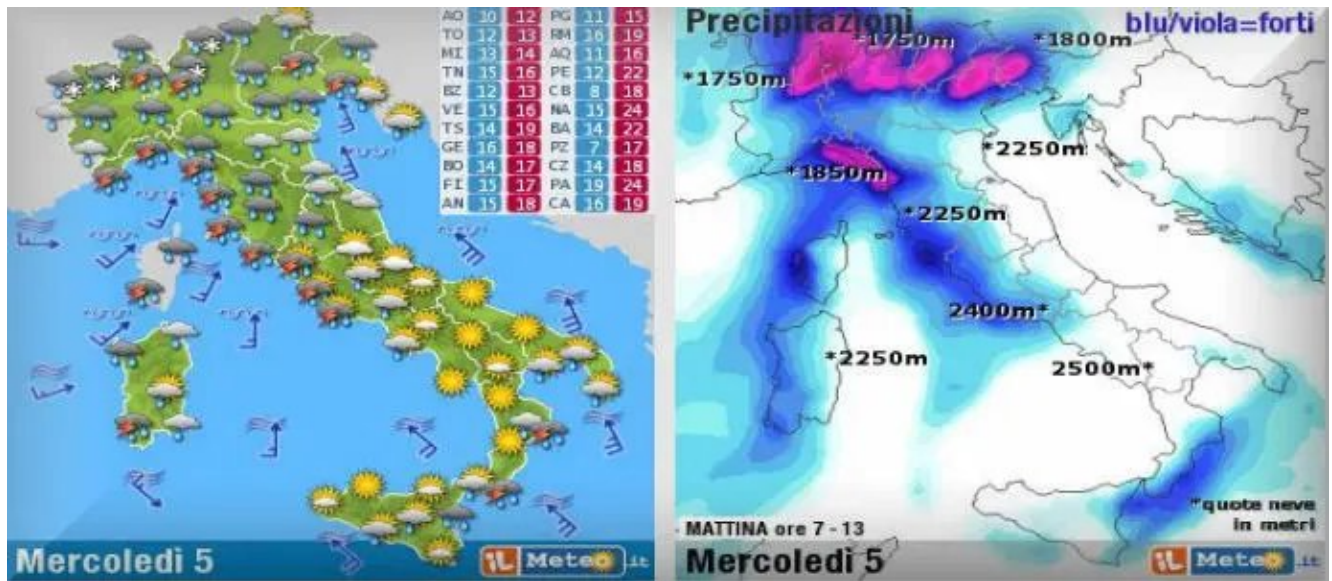 AO 10 12 PG 11 15
TO 12 13 RM 16 19
MI 13 14 AQ 11 16
TN 15 16 PE 12 22
BZ 12 13 CB 8 18
VE 15 16 NA 15 24
TS 14 19 BA 14 22
GE 16 18 PZ 7 17
BO 14 17 CZ 14 18
FI 15 17 PA 19 24
AN 15 18 CA 16 19
Mercoledì 5
iL Meteo.it
Precipitazioni
blu/viola=forti
*1750m
*1800m
*1750m
*2250m
*1850m
*2250m
2400m*
*2250m
2500m*
*quote neve
in metri
MATTINA ore 7 - 13
Mercoledì 5
iL Meteo.it